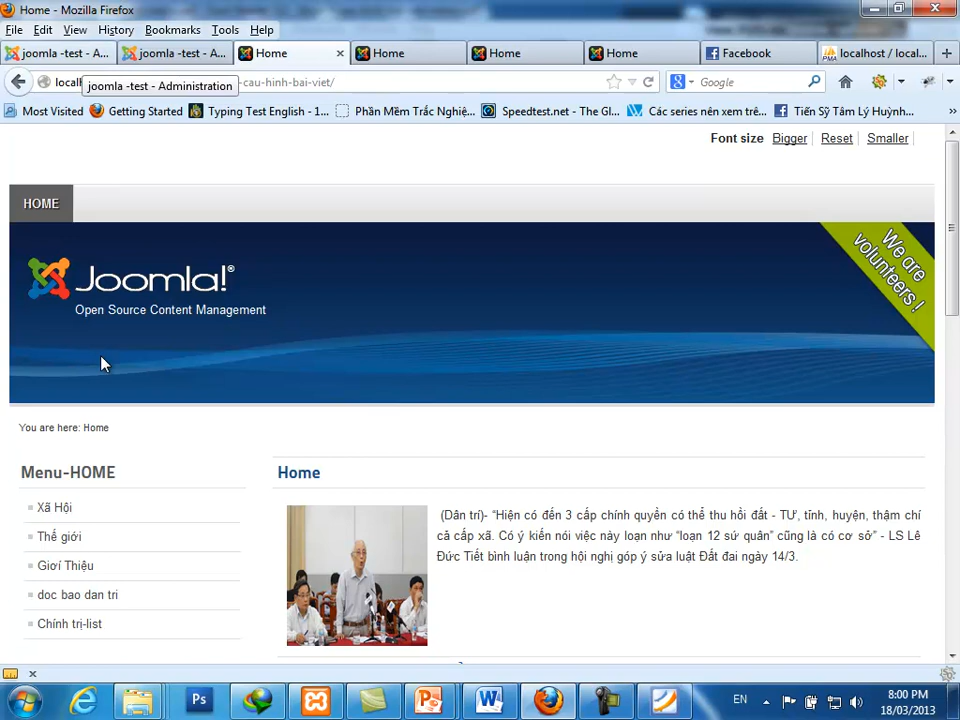 Home - Mozilla Firefox
File Edit View History Bookmarks Tools Help
joomla -test - A... joomla -test - A... Home Home Home Home Facebook localhost / local...
-cau-hinh-bai-viet/ Google
joomla -test - Administration
Most Visited Getting Started Typing Test English - 1... Phần Mềm Trắc Nghiệ... Speedtest.net - The Gl... Các series nên xem trê... Tiến Sỹ Tâm Lý Huỳnh...
Font size Bigger Reset Smaller
HOME
Joomla!®
Open Source Content Management
We are
volunteers !
You are here: Home
Menu-HOME
Xã Hội
Thế giới
Giơí Thiệu
doc bao dan tri
Chính trị-list
Home
(Dân trí)- “Hiện có đến 3 cấp chính quyền có thể thu hồi đất - TƯ, tỉnh, huyện, thậm chí
cả cấp xã. Có ý kiến nói việc này loạn như “loạn 12 sứ quân” cũng là có cơ sở” - LS Lê
Đức Tiết bình luận trong hội nghị góp ý sửa luật Đất đai ngày 14/3.
EN
8:00 PM
18/03/2013